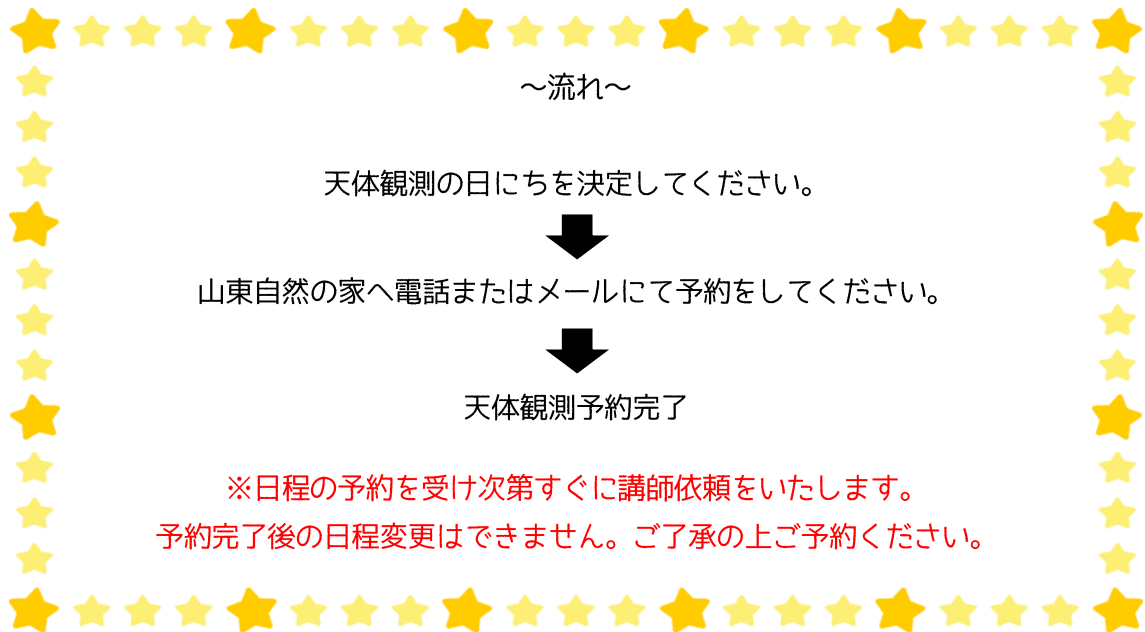 ～流れ～
天体観測の日にちを決定してください。
山東自然の家へ電話またはメールにて予約をしてください。
天体観測予約完了
※日程の予約を受け次第すぐに講師依頼をいたします。
予約完了後の日程変更はできません。ご了承の上ご予約ください。